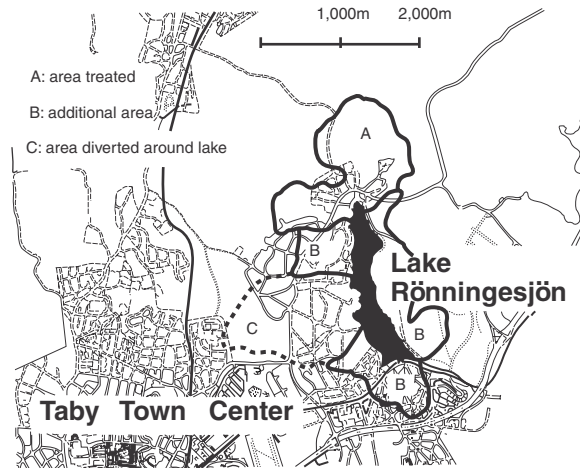 1,000m 2,000m
A: area treated
B: additional area
C: area diverted around lake
A
B
Lake
Rönningesjön
C
B
B
Taby Town Center